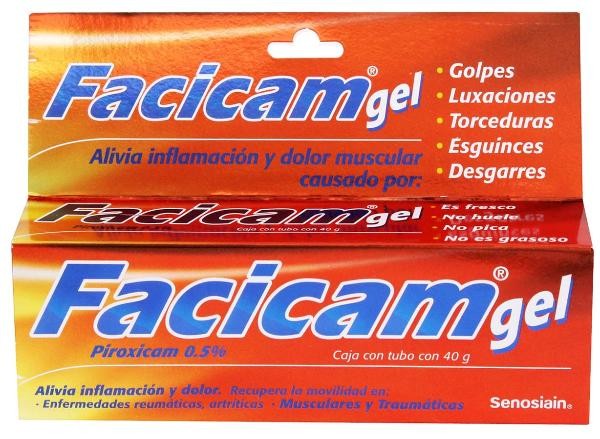 Facicam® gel
Alivia inflamación y dolor muscular
causado por:
· Golpes
· Luxaciones
· Torceduras
· Esguinces
· Desgarres
Facicam gel
Caja con tubo con 40 g
· Es fresco
· No huele
· No pica
· No es grasoso
Facicam® gel
Piroxicam 0.5%
Caja con tubo con 40 g
Alivia inflamación y dolor. Recupera la movilidad en:
· Enfermedades reumáticas, artríticas · Musculares y Traumáticas
Senosiain®